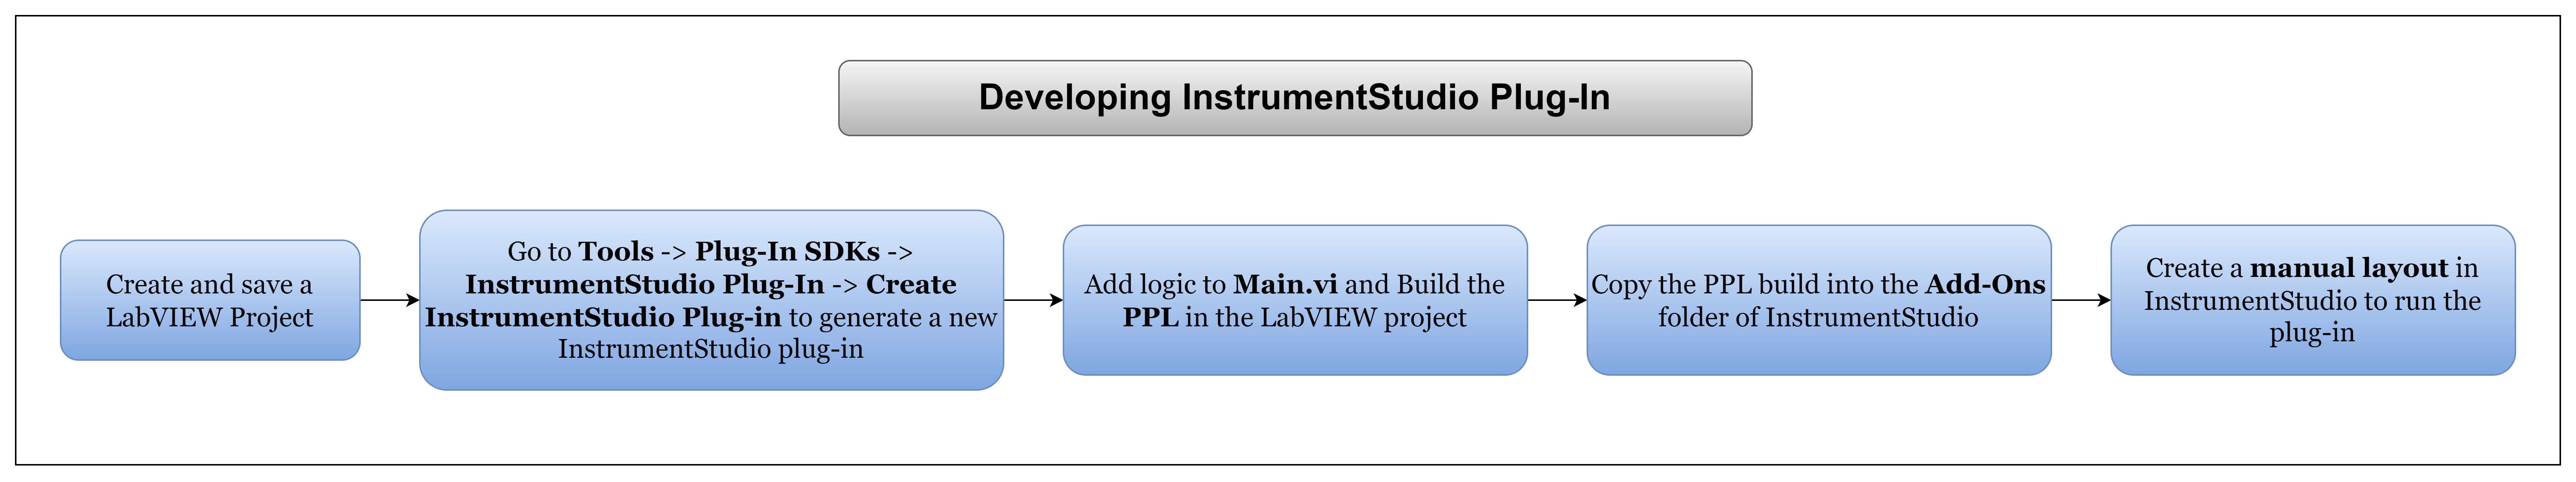 Developing InstrumentStudio Plug-In
Create and save a
LabVIEW Project
Go to Tools -> Plug-In SDKs ->
InstrumentStudio Plug-In -> Create
InstrumentStudio Plug-in to generate a new
InstrumentStudio plug-in
Add logic to Main.vi and Build the
PPL in the LabVIEW project
Copy the PPL build into the Add-Ons
folder of InstrumentStudio
Create a manual layout in
InstrumentStudio to run the
plug-in